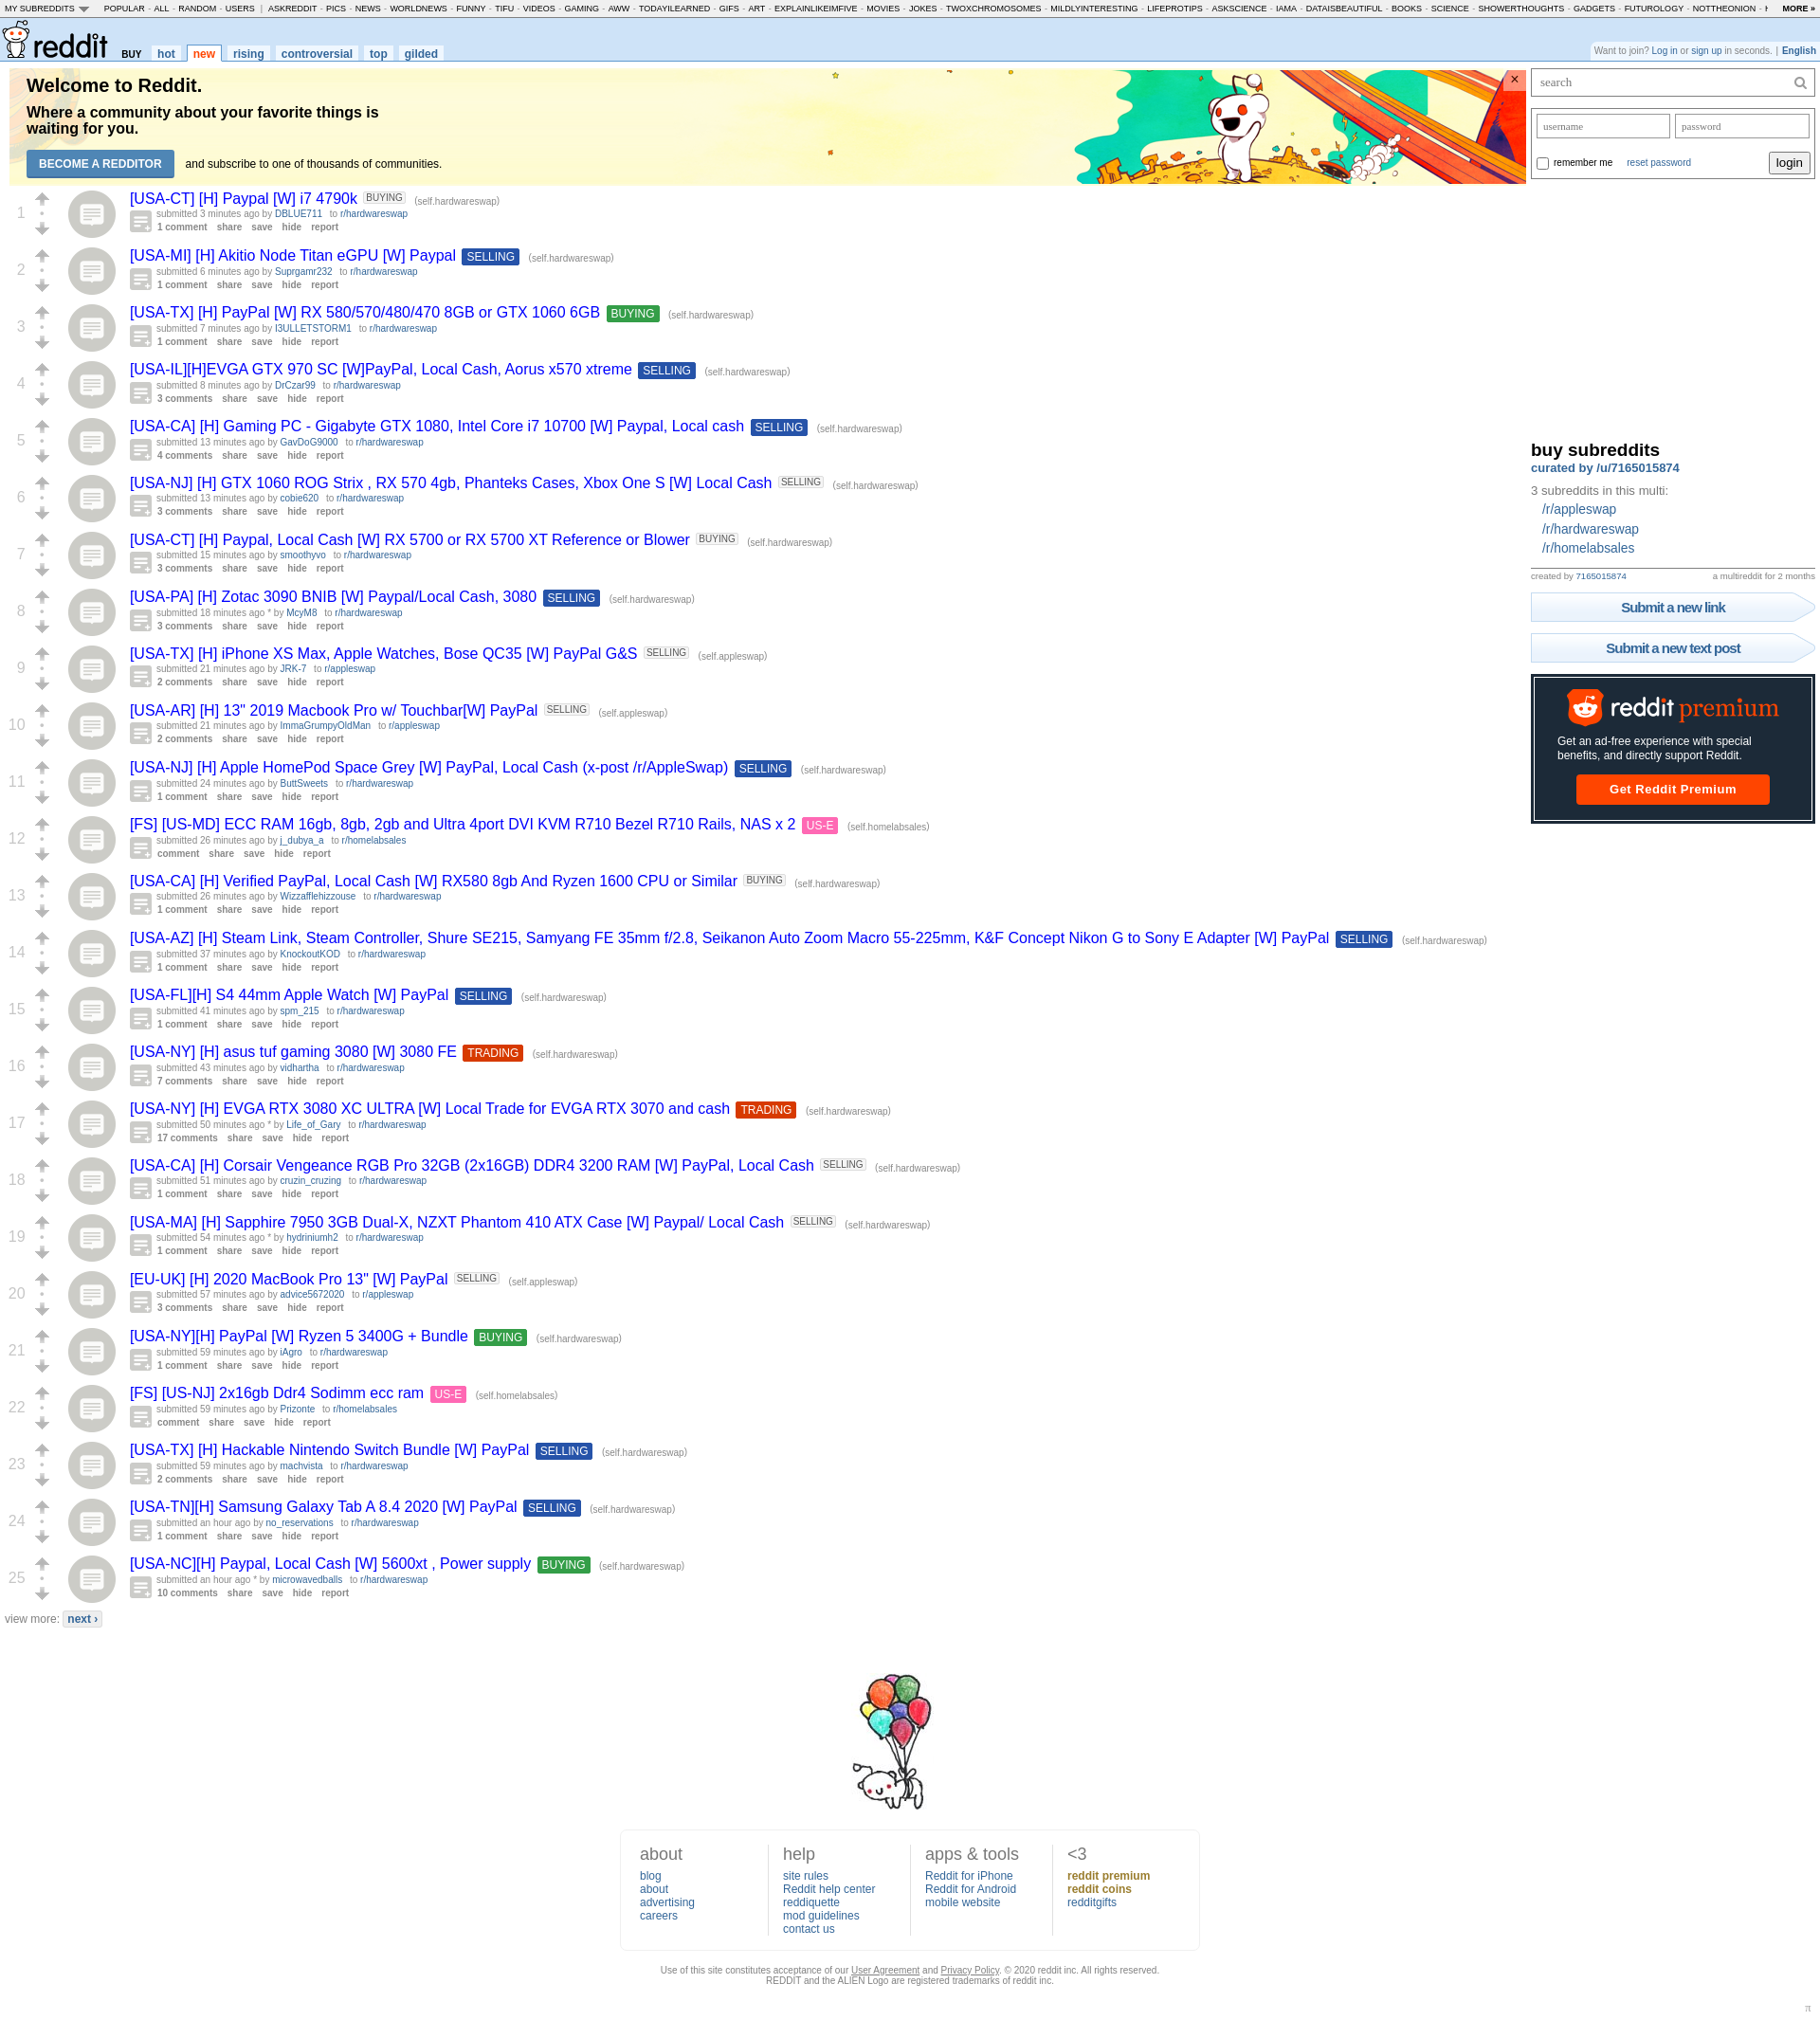 MY SUBREDDITS POPULAR - ALL - RANDOM - USERS | ASKREDDIT - PICS - NEWS - WORLDNEWS - FUNNY - TIFU - VIDEOS - GAMING - AWW - TODAYILEARNED - GIFS - ART - EXPLAINLIKEIMFIVE - MOVIES - JOKES - TWOXCHROMOSOMES - MILDLYINTERESTING - LIFEPROTIPS - ASKSCIENCE - IAMA - DATAISBEAUTIFUL - BOOKS - SCIENCE - SHOWERTHOUGHTS - GADGETS - FUTUROLOGY - NOTTHEONION - MORE »
reddit BUY hot new rising controversial top gilded
Want to join? Log in or sign up in seconds. | English
Welcome to Reddit.
Where a community about your favorite things is
waiting for you.
BECOME A REDDITOR and subscribe to one of thousands of communities.
×
search
username password
remember me reset password login
1 [USA-CT] [H] Paypal [W] i7 4790k BUYING (self.hardwareswap)
submitted 3 minutes ago by DBLUE711 to r/hardwareswap
1 comment share save hide report
2 [USA-MI] [H] Akitio Node Titan eGPU [W] Paypal SELLING (self.hardwareswap)
submitted 6 minutes ago by Suprgamr232 to r/hardwareswap
1 comment share save hide report
3 [USA-TX] [H] PayPal [W] RX 580/570/480/470 8GB or GTX 1060 6GB BUYING (self.hardwareswap)
submitted 7 minutes ago by I3ULLETSTORM1 to r/hardwareswap
1 comment share save hide report
4 [USA-IL][H]EVGA GTX 970 SC [W]PayPal, Local Cash, Aorus x570 xtreme SELLING (self.hardwareswap)
submitted 8 minutes ago by DrCzar99 to r/hardwareswap
3 comments share save hide report
5 [USA-CA] [H] Gaming PC - Gigabyte GTX 1080, Intel Core i7 10700 [W] Paypal, Local cash SELLING (self.hardwareswap)
submitted 13 minutes ago by GavDoG9000 to r/hardwareswap
4 comments share save hide report
6 [USA-NJ] [H] GTX 1060 ROG Strix , RX 570 4gb, Phanteks Cases, Xbox One S [W] Local Cash SELLING (self.hardwareswap)
submitted 13 minutes ago by cobie620 to r/hardwareswap
3 comments share save hide report
7 [USA-CT] [H] Paypal, Local Cash [W] RX 5700 or RX 5700 XT Reference or Blower BUYING (self.hardwareswap)
submitted 15 minutes ago by smoothyvo to r/hardwareswap
3 comments share save hide report
8 [USA-PA] [H] Zotac 3090 BNIB [W] Paypal/Local Cash, 3080 SELLING (self.hardwareswap)
submitted 18 minutes ago * by McyM8 to r/hardwareswap
3 comments share save hide report
9 [USA-TX] [H] iPhone XS Max, Apple Watches, Bose QC35 [W] PayPal G&S SELLING (self.appleswap)
submitted 21 minutes ago by JRK-7 to r/appleswap
2 comments share save hide report
10 [USA-AR] [H] 13" 2019 Macbook Pro w/ Touchbar[W] PayPal SELLING (self.appleswap)
submitted 21 minutes ago by ImmaGrumpyOldMan to r/appleswap
2 comments share save hide report
11 [USA-NJ] [H] Apple HomePod Space Grey [W] PayPal, Local Cash (x-post /r/AppleSwap) SELLING (self.hardwareswap)
submitted 24 minutes ago by ButtSweets to r/hardwareswap
1 comment share save hide report
12 [FS] [US-MD] ECC RAM 16gb, 8gb, 2gb and Ultra 4port DVI KVM R710 Bezel R710 Rails, NAS x 2 US-E (self.homelabsales)
submitted 26 minutes ago by j_dubya_a to r/homelabsales
comment share save hide report
13 [USA-CA] [H] Verified PayPal, Local Cash [W] RX580 8gb And Ryzen 1600 CPU or Similar BUYING (self.hardwareswap)
submitted 26 minutes ago by Wizzafflehizzouse to r/hardwareswap
1 comment share save hide report
14 [USA-AZ] [H] Steam Link, Steam Controller, Shure SE215, Samyang FE 35mm f/2.8, Seikanon Auto Zoom Macro 55-225mm, K&F Concept Nikon G to Sony E Adapter [W] PayPal SELLING (self.hardwareswap)
submitted 37 minutes ago by KnockoutKOD to r/hardwareswap
1 comment share save hide report
15 [USA-FL][H] S4 44mm Apple Watch [W] PayPal SELLING (self.hardwareswap)
submitted 41 minutes ago by spm_215 to r/hardwareswap
1 comment share save hide report
16 [USA-NY] [H] asus tuf gaming 3080 [W] 3080 FE TRADING (self.hardwareswap)
submitted 43 minutes ago by vidhartha to r/hardwareswap
7 comments share save hide report
17 [USA-NY] [H] EVGA RTX 3080 XC ULTRA [W] Local Trade for EVGA RTX 3070 and cash TRADING (self.hardwareswap)
submitted 50 minutes ago * by Life_of_Gary to r/hardwareswap
17 comments share save hide report
18 [USA-CA] [H] Corsair Vengeance RGB Pro 32GB (2x16GB) DDR4 3200 RAM [W] PayPal, Local Cash SELLING (self.hardwareswap)
submitted 51 minutes ago by cruzin_cruzing to r/hardwareswap
1 comment share save hide report
19 [USA-MA] [H] Sapphire 7950 3GB Dual-X, NZXT Phantom 410 ATX Case [W] Paypal/ Local Cash SELLING (self.hardwareswap)
submitted 54 minutes ago * by hydriniumh2 to r/hardwareswap
1 comment share save hide report
20 [EU-UK] [H] 2020 MacBook Pro 13" [W] PayPal SELLING (self.appleswap)
submitted 57 minutes ago by advice5672020 to r/appleswap
3 comments share save hide report
21 [USA-NY][H] PayPal [W] Ryzen 5 3400G + Bundle BUYING (self.hardwareswap)
submitted 59 minutes ago by iAgro to r/hardwareswap
1 comment share save hide report
22 [FS] [US-NJ] 2x16gb Ddr4 Sodimm ecc ram US-E (self.homelabsales)
submitted 59 minutes ago by Prizonte to r/homelabsales
comment share save hide report
23 [USA-TX] [H] Hackable Nintendo Switch Bundle [W] PayPal SELLING (self.hardwareswap)
submitted 59 minutes ago by machvista to r/hardwareswap
2 comments share save hide report
24 [USA-TN][H] Samsung Galaxy Tab A 8.4 2020 [W] PayPal SELLING (self.hardwareswap)
submitted an hour ago by no_reservations to r/hardwareswap
1 comment share save hide report
25 [USA-NC][H] Paypal, Local Cash [W] 5600xt , Power supply BUYING (self.hardwareswap)
submitted an hour ago * by microwavedballs to r/hardwareswap
10 comments share save hide report
view more: next ›
buy subreddits
curated by /u/7165015874
3 subreddits in this multi:
/r/appleswap
/r/hardwareswap
/r/homelabsales
created by 7165015874 a multireddit for 2 months
Submit a new link
Submit a new text post
reddit premium
Get an ad-free experience with special
benefits, and directly support Reddit.
Get Reddit Premium
about
blog
about
advertising
careers
help
site rules
Reddit help center
reddiquette
mod guidelines
contact us
apps & tools
Reddit for iPhone
Reddit for Android
mobile website
<3
reddit premium
reddit coins
redditgifts
Use of this site constitutes acceptance of our User Agreement and Privacy Policy. © 2020 reddit inc. All rights reserved.
REDDIT and the ALIEN Logo are registered trademarks of reddit inc.
π